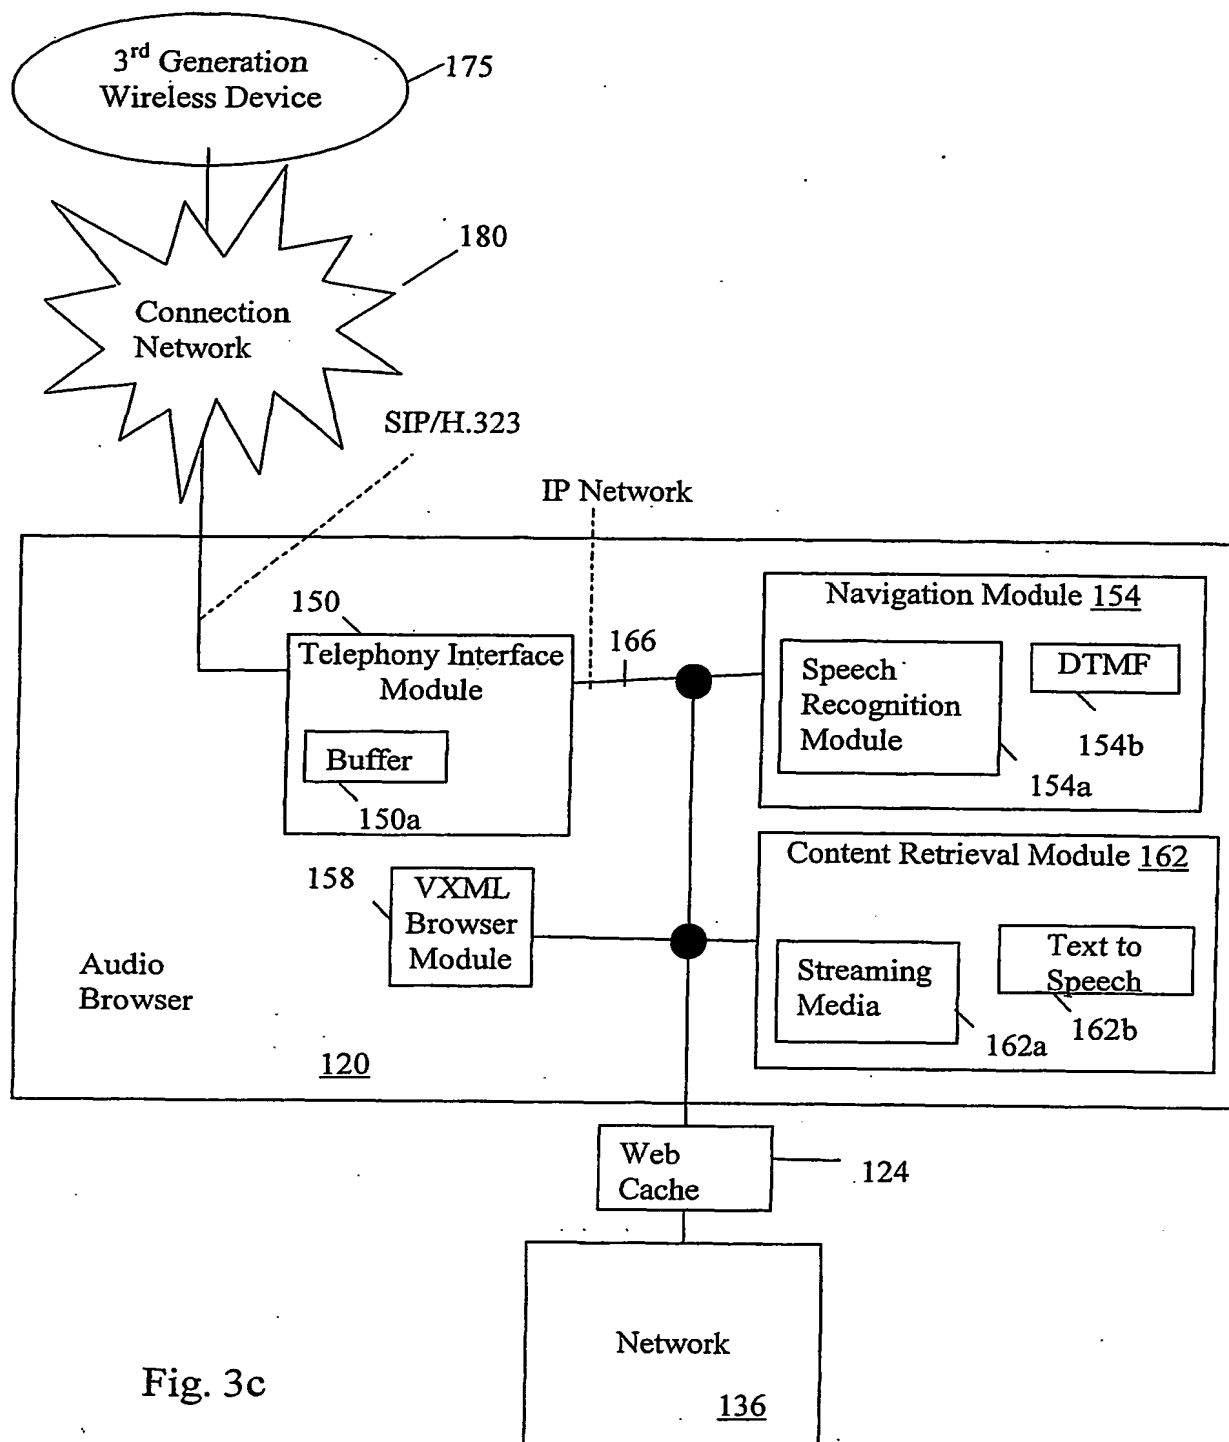 3rd Generation
Wireless Device
175
180
Connection
Network
SIP/H.323
IP Network
150
Telephony Interface
Module
Buffer
150a
166
Navigation Module 154
Speech
Recognition
Module
DTMF
154b
154a
158
VXML
Browser
Module
Content Retrieval Module 162
Streaming
Media
Text to
Speech
162a
162b
Audio
Browser
120
Web
Cache
124
Network
136
Fig. 3c